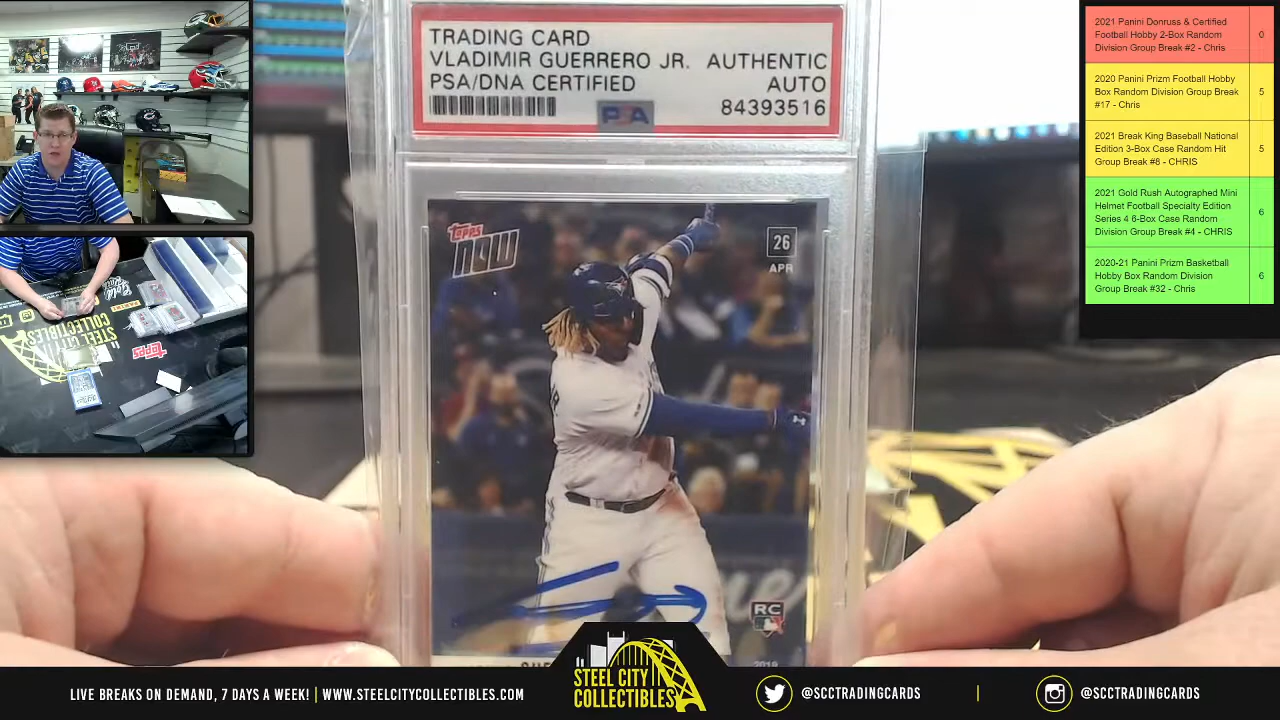 TRADING CARD
VLADIMIR GUERRERO JR. AUTHENTIC
PSA/DNA CERTIFIED AUTO
84393516
PSA
TOPPS
NOW
26
APR
RC
2019
2021 Panini Donruss & Certified
Football Hobby 2-Box Random
Division Group Break #2 - Chris
0
2020 Panini Prizm Football Hobby
Box Random Division Group Break
#17 - Chris
5
2021 Break King Baseball National
Edition 3-Box Case Random Hit
Group Break #8 - CHRIS
5
2021 Gold Rush Autographed Mini
Helmet Football Specialty Edition
Series 4 6-Box Case Random
Division Group Break #4 - CHRIS
6
2020-21 Panini Prizm Basketball
Hobby Box Random Division
Group Break #32 - Chris
6
STEEL CITY
COLLECTIBLES
topps
LIVE BREAKS ON DEMAND, 7 DAYS A WEEK! | WWW.STEELCITYCOLLECTIBLES.COM
STEEL CITY
COLLECTIBLES
@SCCTRADINGCARDS | @SCCTRADINGCARDS